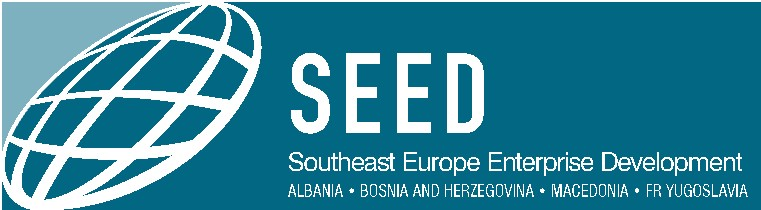 SEED
Southeast Europe Enterprise Development
ALBANIA • BOSNIA AND HERZEGOVINA • MACEDONIA • FR YUGOSLAVIA